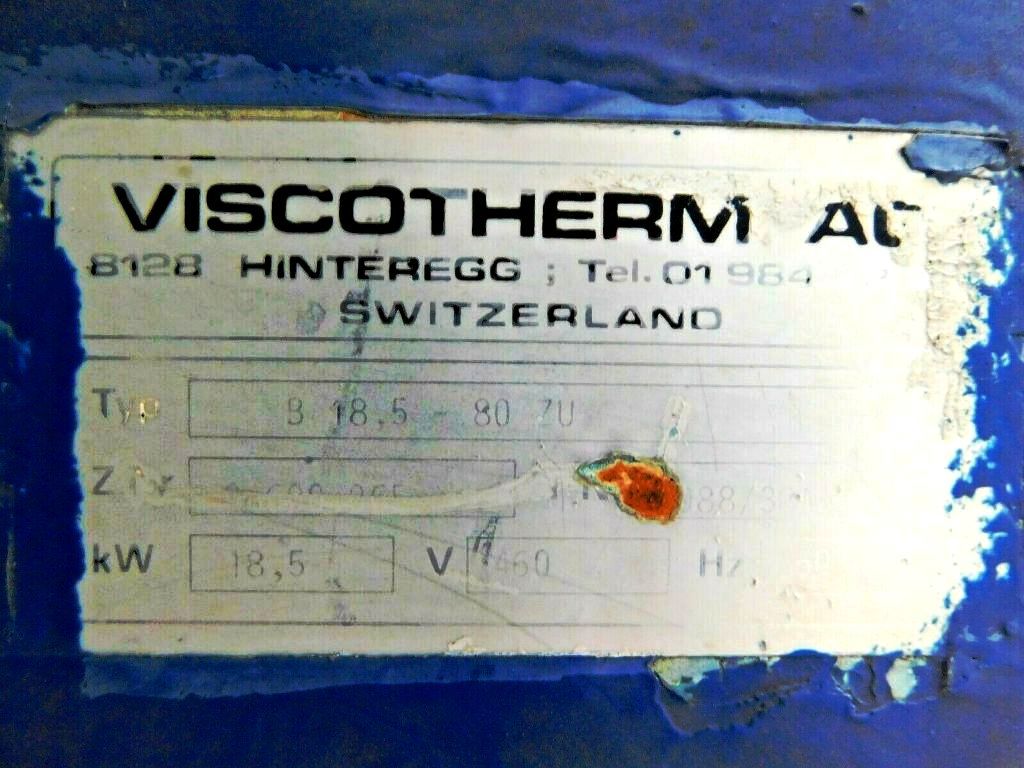 VISCOTHERM AG
8128 HINTEREGG ; Tel. 01 984
SWITZERLAND
Typ B 18,5 - 80 ZU
kW 18,5 V 460 Hz